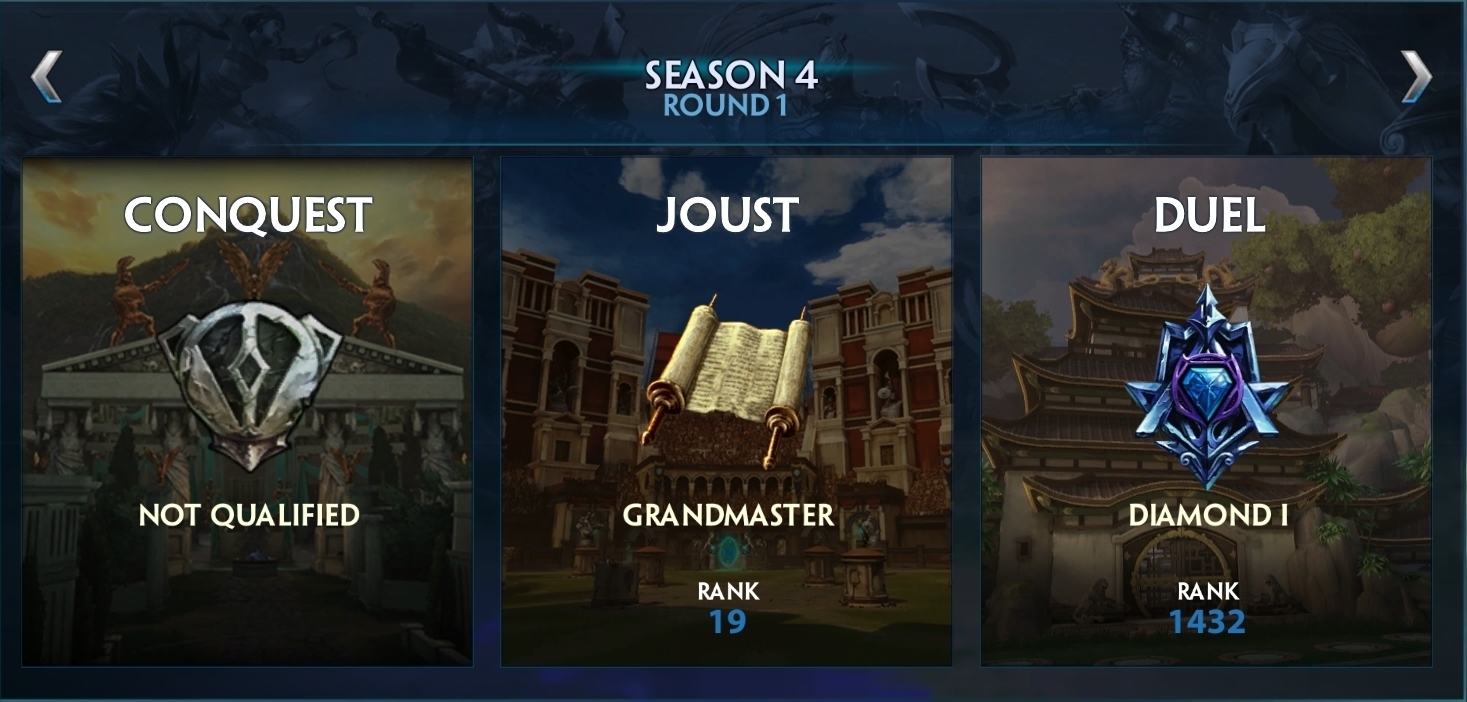 SEASON 4
ROUND 1
CONQUEST
NOT QUALIFIED
JOUST
GRANDMASTER
RANK
19
DUEL
DIAMOND I
RANK
1432